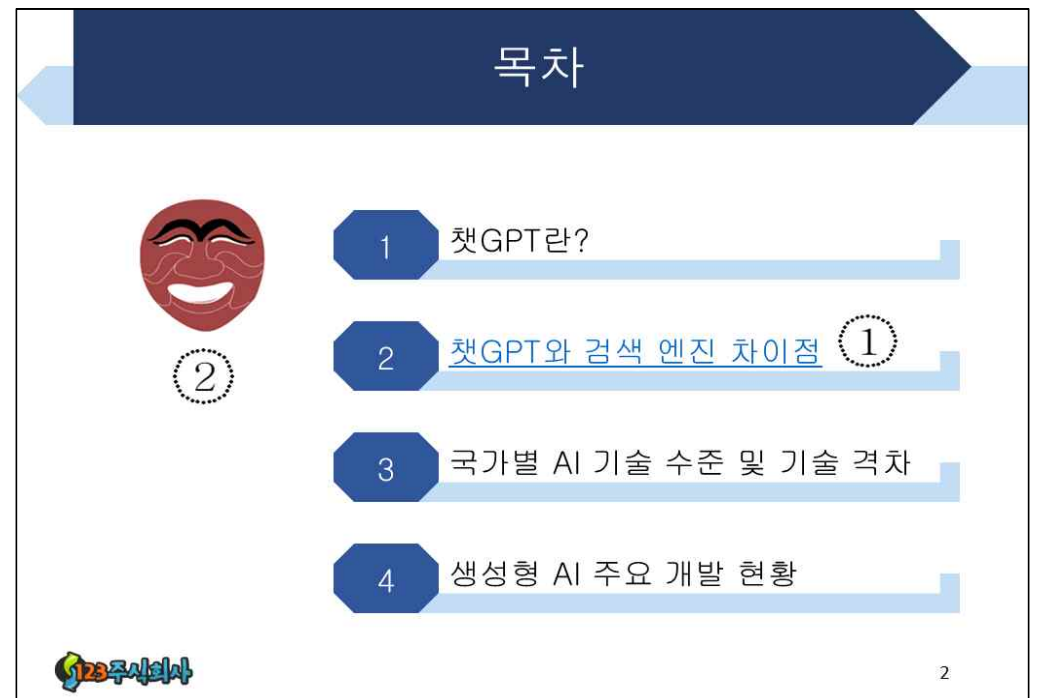 목차
1 챗GPT란?
2 챗GPT와 검색 엔진 차이점 ①
②
3 국가별 AI 기술 수준 및 기술 격차
4 생성형 AI 주요 개발 현황
123주식회사
2